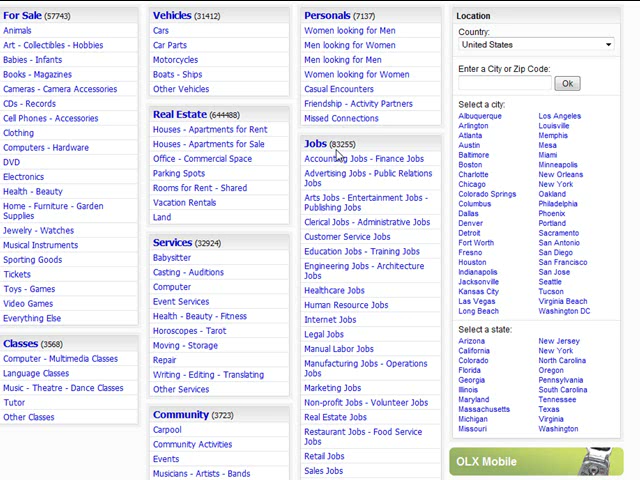 For Sale (57743)
Animals
Art - Collectibles - Hobbies
Babies - Infants
Books - Magazines
Cameras - Camera Accessories
CDs - Records
Cell Phones - Accessories
Clothing
Computers - Hardware
DVD
Electronics
Health - Beauty
Home - Furniture - Garden
Supplies
Jewelry - Watches
Musical Instruments
Sporting Goods
Tickets
Toys - Games
Video Games
Everything Else
Classes (3568)
Computer - Multimedia Classes
Language Classes
Music - Theatre - Dance Classes
Tutor
Other Classes
Vehicles (31412)
Cars
Car Parts
Motorcycles
Boats - Ships
Other Vehicles
Real Estate (644488)
Houses - Apartments for Rent
Houses - Apartments for Sale
Office - Commercial Space
Parking Spots
Rooms for Rent - Shared
Vacation Rentals
Land
Services (32924)
Babysitter
Casting - Auditions
Computer
Event Services
Health - Beauty - Fitness
Horoscopes - Tarot
Moving - Storage
Repair
Writing - Editing - Translating
Other Services
Community (3723)
Carpool
Community Activities
Events
Musicians - Artists - Bands
Personals (7137)
Women looking for Men
Men looking for Women
Men looking for Men
Women looking for Women
Casual Encounters
Friendship - Activity Partners
Missed Connections
Jobs (83255)
Accounting Jobs - Finance Jobs
Advertising Jobs - Public Relations
Jobs
Arts Jobs - Entertainment Jobs -
Publishing Jobs
Clerical Jobs - Administrative Jobs
Customer Service Jobs
Education Jobs - Training Jobs
Engineering Jobs - Architecture
Jobs
Healthcare Jobs
Human Resource Jobs
Internet Jobs
Legal Jobs
Manual Labor Jobs
Manufacturing Jobs - Operations
Jobs
Marketing Jobs
Non-profit Jobs - Volunteer Jobs
Real Estate Jobs
Restaurant Jobs - Food Service
Jobs
Retail Jobs
Sales Jobs
Location
Country:
United States
Enter a City or Zip Code:
Ok
Select a city:
Albuquerque
Arlington
Atlanta
Austin
Baltimore
Boston
Charlotte
Chicago
Colorado Springs
Columbus
Dallas
Denver
Detroit
Fort Worth
Fresno
Houston
Indianapolis
Jacksonville
Kansas City
Las Vegas
Long Beach
Los Angeles
Louisville
Memphis
Mesa
Miami
Minneapolis
New Orleans
New York
Oakland
Philadelphia
Phoenix
Portland
Sacramento
San Antonio
San Diego
San Francisco
San Jose
Seattle
Tucson
Virginia Beach
Washington DC
Select a state:
Arizona
California
Colorado
Florida
Georgia
Illinois
Maryland
Massachusetts
Michigan
Missouri
New Jersey
New York
North Carolina
Oregon
Pennsylvania
South Carolina
Tennessee
Texas
Virginia
Washington
OLX Mobile